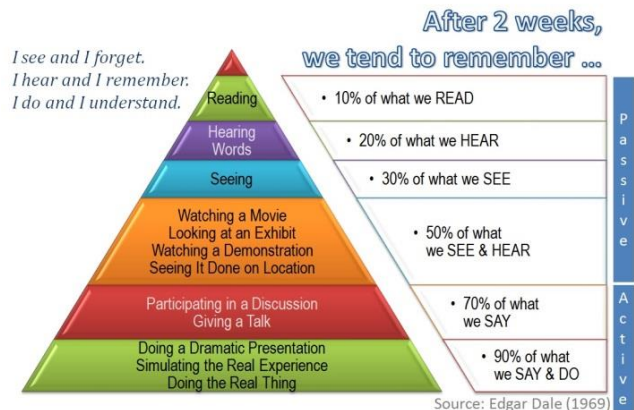 After 2 weeks,
we tend to remember ...
I see and I forget.
I hear and I remember.
I do and I understand.
Reading
• 10% of what we READ
Hearing
Words
• 20% of what we HEAR
Seeing
• 30% of what we SEE
Watching a Movie
Looking at an Exhibit
Watching a Demonstration
Seeing It Done on Location
• 50% of what
we SEE & HEAR
Participating in a Discussion
Giving a Talk
• 70% of what
we SAY
Doing a Dramatic Presentation
Simulating the Real Experience
Doing the Real Thing
• 90% of what
we SAY & DO
Passive
Active
Source: Edgar Dale (1969)